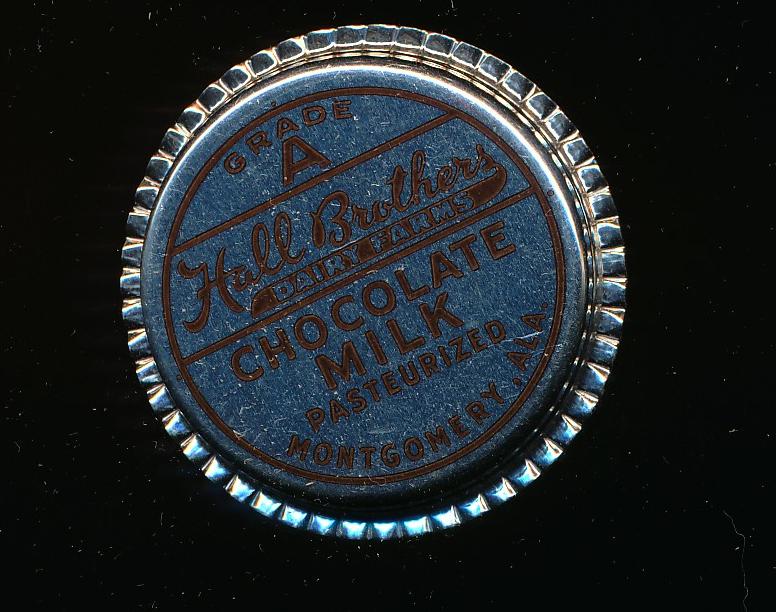 GRADE
A
Hall Brothers
DAIRY FARMS
CHOCOLATE
MILK
PASTEURIZED
MONTGOMERY, ALA.